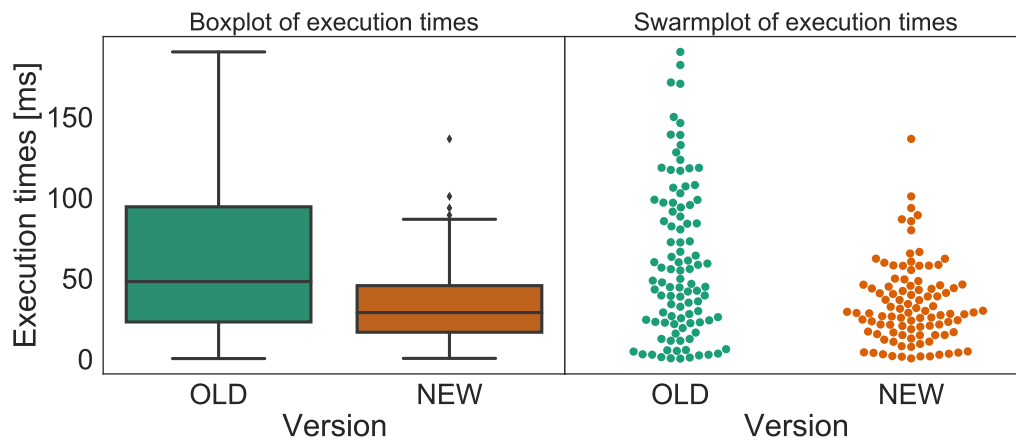 Boxplot of execution times
Swarmplot of execution times
Execution times [ms]
150
100
50
0
OLD
NEW
OLD
NEW
Version
Version